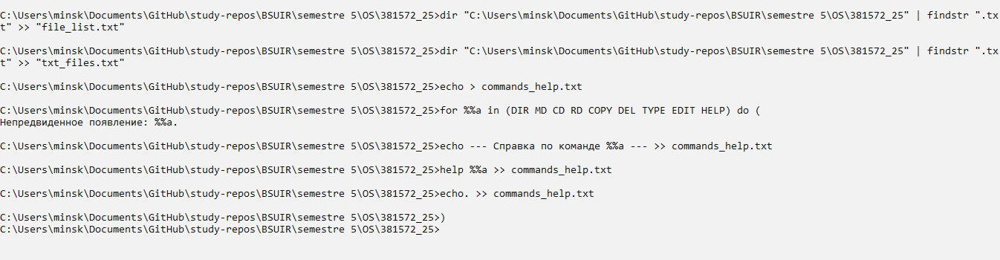 C:\Users\minsk\Documents\GitHub\study-repos\BSUIR\semestre 5\OS\381572_25>dir "C:\Users\minsk\Documents\GitHub\study-repos\BSUIR\semestre 5\OS\381572_25" | findstr ".tx
t" >> "file_list.txt"
C:\Users\minsk\Documents\GitHub\study-repos\BSUIR\semestre 5\OS\381572_25>dir "C:\Users\minsk\Documents\GitHub\study-repos\BSUIR\semestre 5\OS\381572_25" | findstr ".tx
t" >> "txt_files.txt"
C:\Users\minsk\Documents\GitHub\study-repos\BSUIR\semestre 5\OS\381572_25>echo > commands_help.txt
C:\Users\minsk\Documents\GitHub\study-repos\BSUIR\semestre 5\OS\381572_25>for %%a in (DIR MD CD RD COPY DEL TYPE EDIT HELP) do (
Непредвиденное появление: %%a.
C:\Users\minsk\Documents\GitHub\study-repos\BSUIR\semestre 5\OS\381572_25>echo --- Справка по команде %%a --- >> commands_help.txt
C:\Users\minsk\Documents\GitHub\study-repos\BSUIR\semestre 5\OS\381572_25>help %%a >> commands_help.txt
C:\Users\minsk\Documents\GitHub\study-repos\BSUIR\semestre 5\OS\381572_25>echo. >> commands_help.txt
C:\Users\minsk\Documents\GitHub\study-repos\BSUIR\semestre 5\OS\381572_25>)
C:\Users\minsk\Documents\GitHub\study-repos\BSUIR\semestre 5\OS\381572_25>